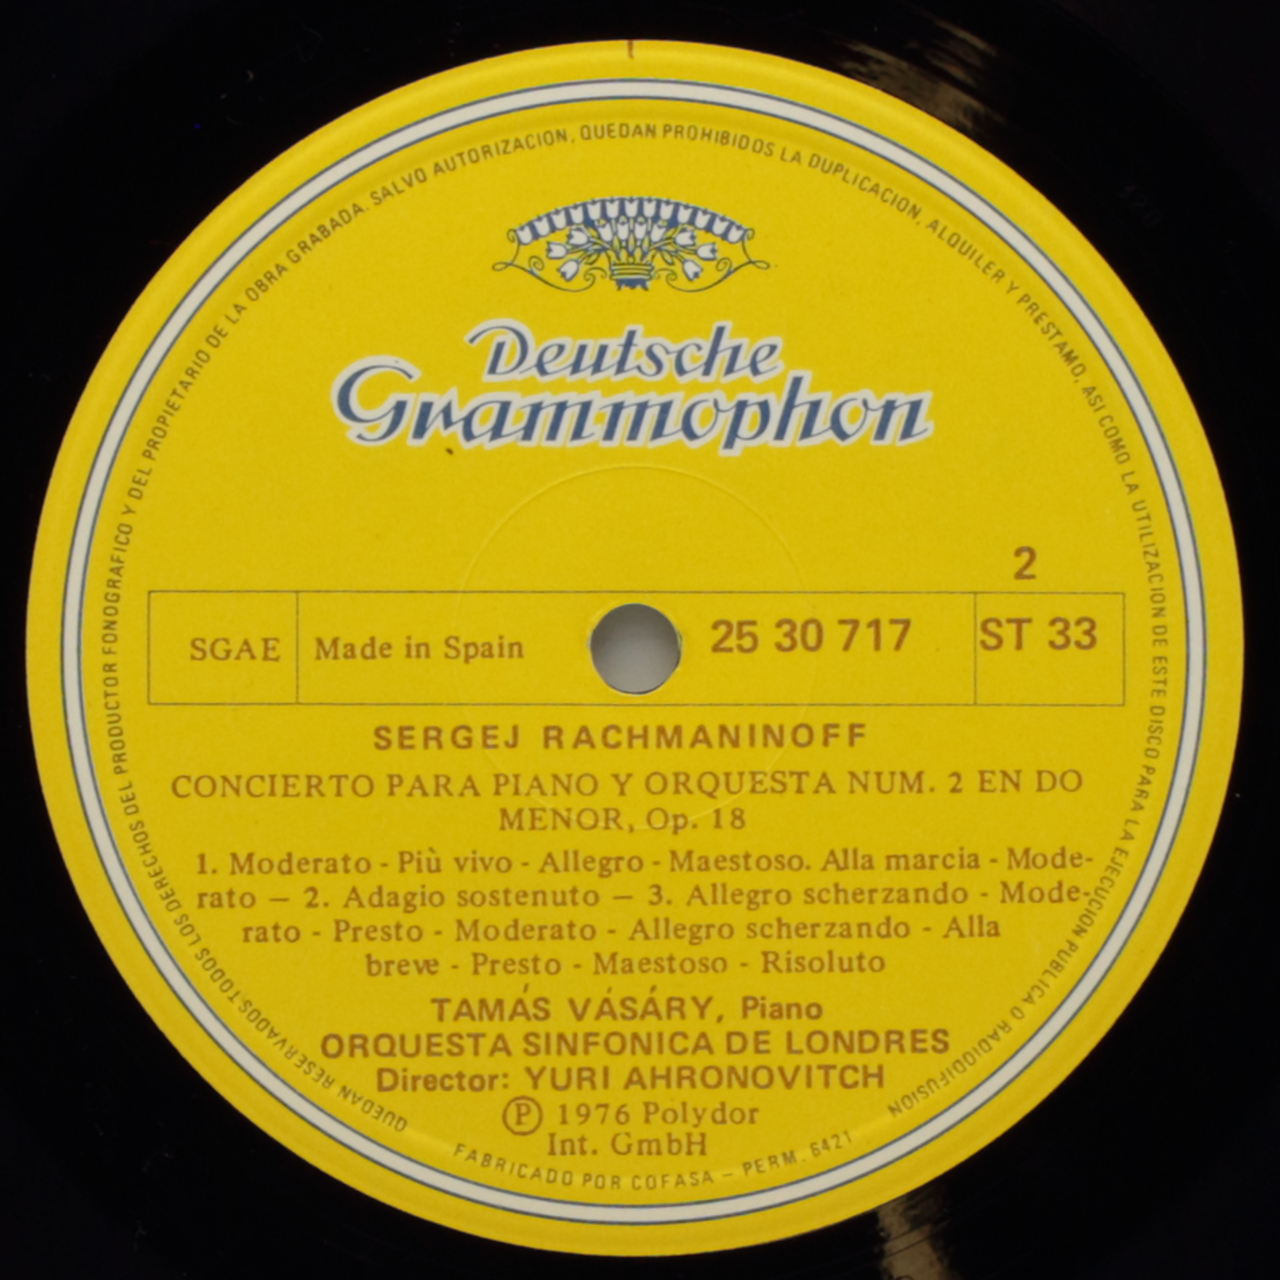 QUEDAN RESERVADOS TODOS LOS DERECHOS DEL PRODUCTOR FONOGRAFICO Y DEL PROPIETARIO DE LA OBRA GRABADA. SALVO AUTORIZACION, QUEDAN PROHIBIDOS LA DUPLICACION, ALQUILER Y PRESTAMO, ASI COMO LA UTILIZACION DE ESTE DISCO PARA LA EJECUCION PUBLICA O RADIODIFUSION
Deutsche
Grammophon
2
SGAE Made in Spain 25 30 717 ST 33
SERGEJ RACHMANINOFF
CONCIERTO PARA PIANO Y ORQUESTA NUM. 2 EN DO
MENOR, Op. 18
1. Moderato - Più vivo - Allegro - Maestoso. Alla marcia - Mode-
rato — 2. Adagio sostenuto — 3. Allegro scherzando - Mode-
rato - Presto - Moderato - Allegro scherzando - Alla
breve - Presto - Maestoso - Risoluto
TAMÁS VÁSÁRY, Piano
ORQUESTA SINFONICA DE LONDRES
Director: YURI AHRONOVITCH
Ⓟ 1976 Polydor
Int. GmbH
FABRICADO POR COFASA — PERM. 6421